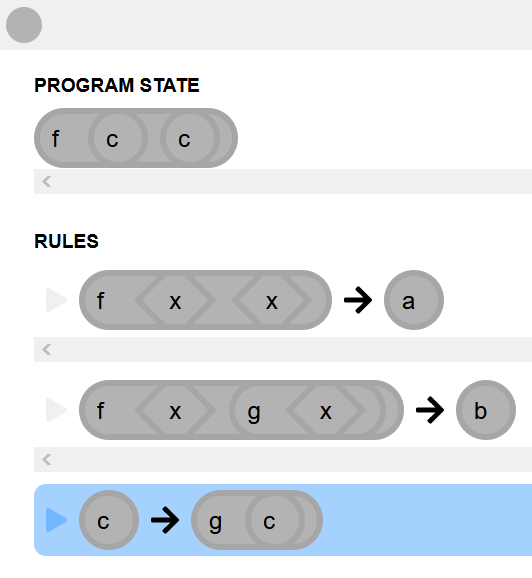 PROGRAM STATE
f c c
RULES
f x x → a
f x g x → b
c → g c